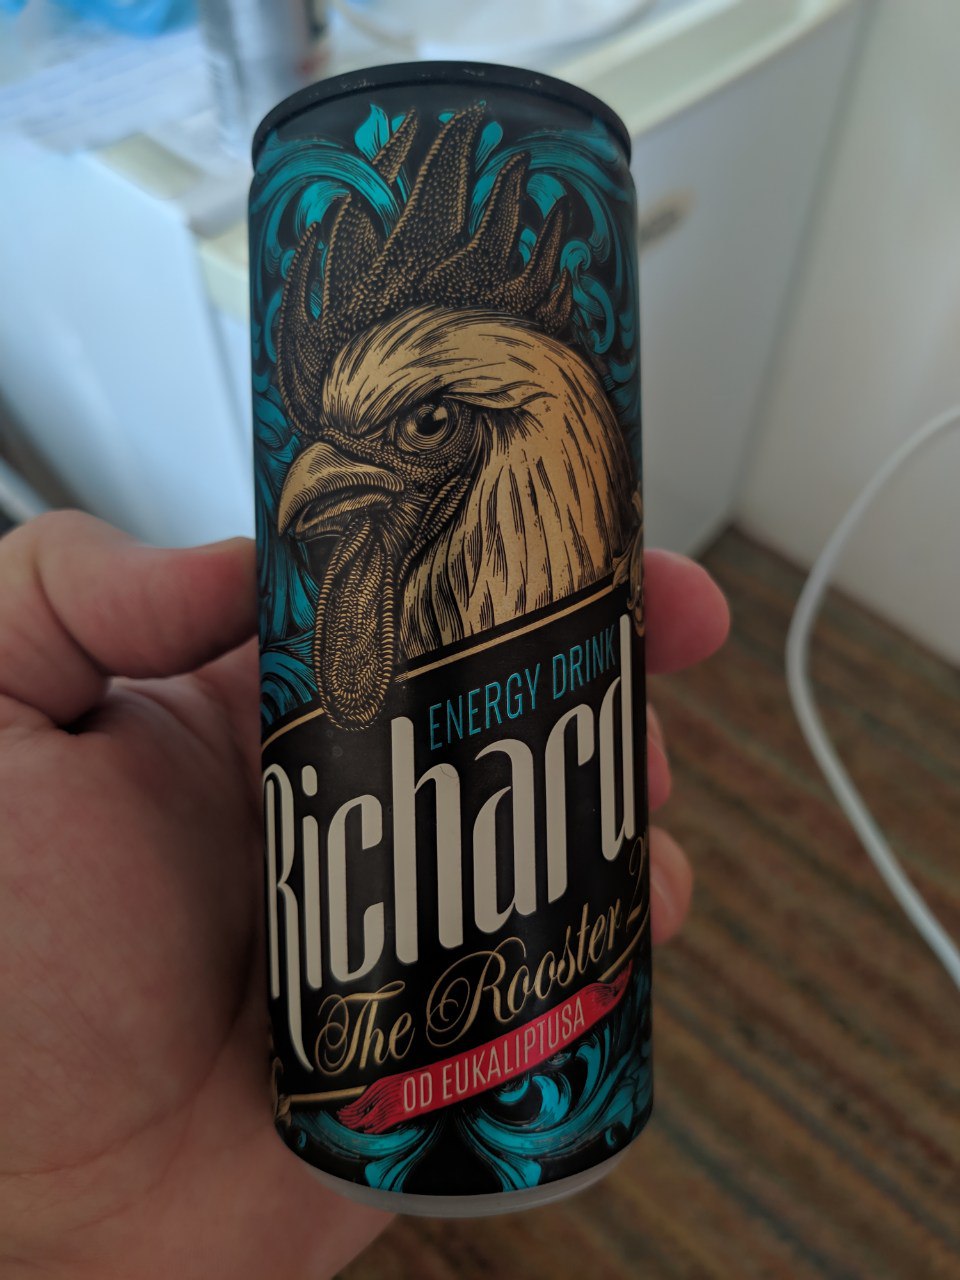 ENERGY DRINK
Richard
The Rooster
OD EUKALIPTUSA